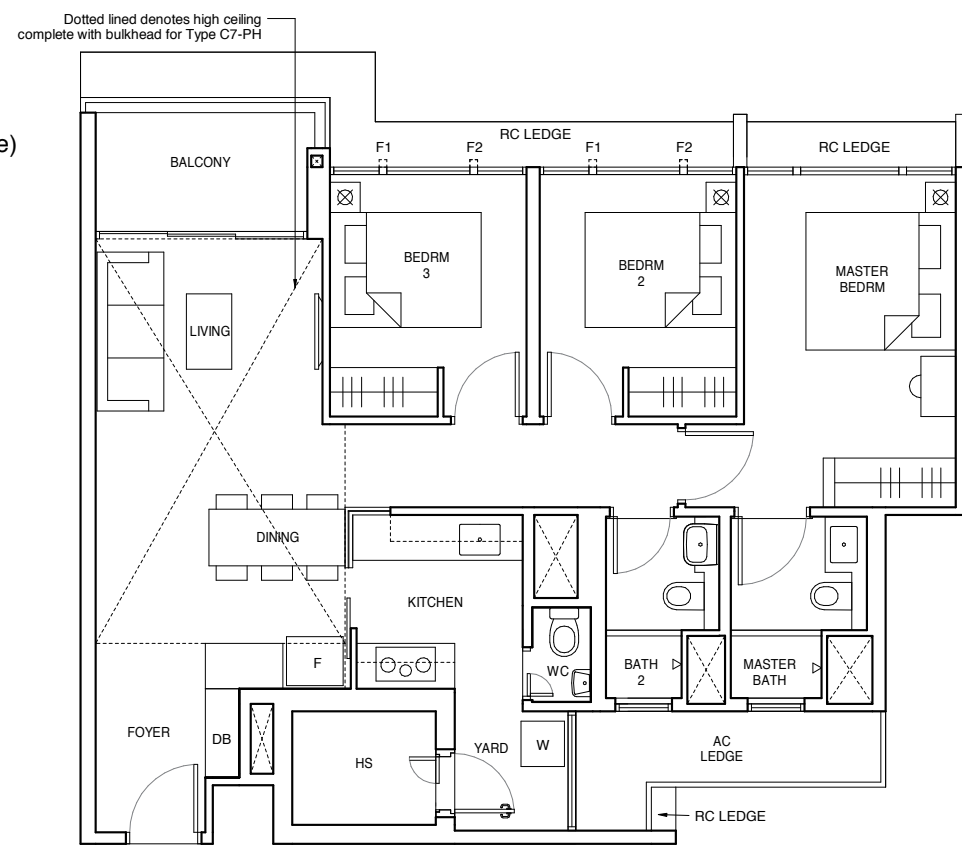 Dotted lined denotes high ceiling
complete with bulkhead for Type C7-PH
e)
RC LEDGE
F1
F2
F1
F2
RC LEDGE
BALCONY
BEDRM
3
BEDRM
2
MASTER
BEDRM
LIVING
DINING
KITCHEN
F
WC
BATH
2
MASTER
BATH
FOYER
DB
HS
YARD
W
AC
LEDGE
RC LEDGE